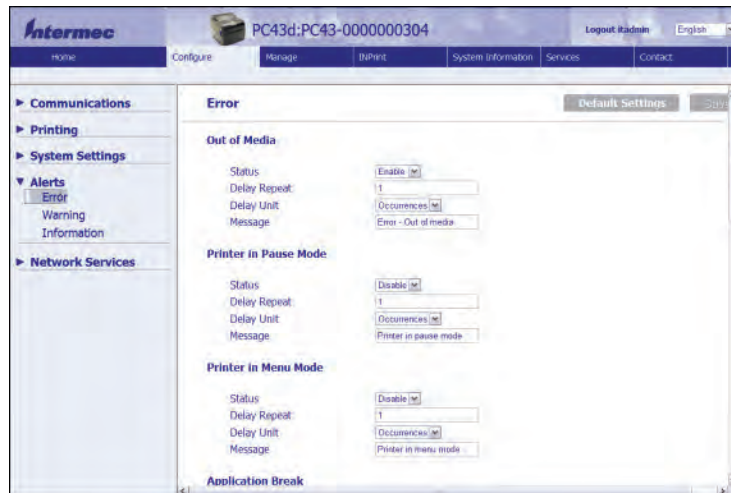 Intermec
PC43d:PC43-0000000304
Logout itadmin
English
Home
Configure
Manage
INPrint
System Information
Services
Contact
Communications
Printing
System Settings
Alerts
Error
Warning
Information
Network Services
Error
Default Settings
Save
Out of Media
Status Enable
Delay Repeat 1
Delay Unit Occurrences
Message Error - Out of media
Printer in Pause Mode
Status Disable
Delay Repeat 1
Delay Unit Occurrences
Message Printer in pause mode
Printer in Menu Mode
Status Disable
Delay Repeat 1
Delay Unit Occurrences
Message Printer in menu mode
Application Break